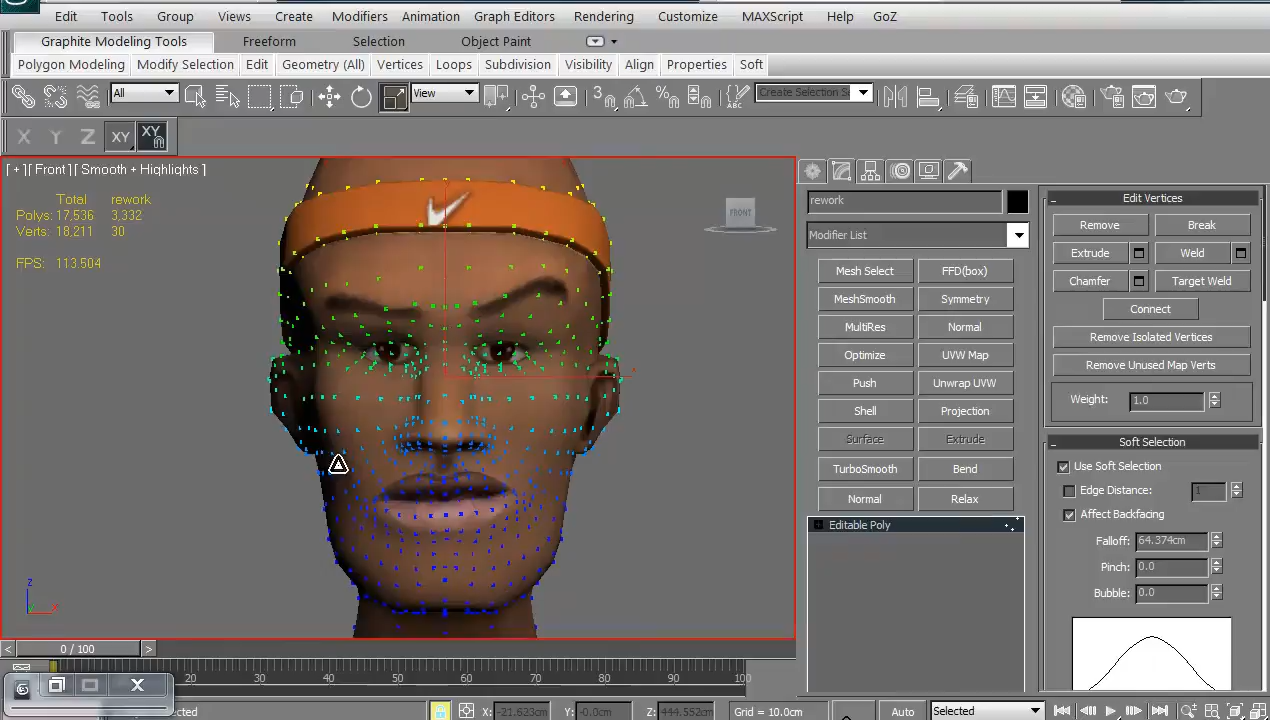 Edit Tools Group Views Create Modifiers Animation Graph Editors Rendering Customize MAXScript Help GoZ
Graphite Modeling Tools Freeform Selection Object Paint
Polygon Modeling Modify Selection Edit Geometry (All) Vertices Loops Subdivision Visibility Align Properties Soft
All View 3 ABC Create Selection S
X Y Z XY XY
[ + ][ Front ][ Smooth + Highlights ]
Total rework
Polys: 17,536 3,332
Verts: 18,211 30
FPS: 113.504
FRONT
x
z
y x
rework
Modifier List
Mesh Select FFD(box)
MeshSmooth Symmetry
MultiRes Normal
Optimize UVW Map
Push Unwrap UVW
Shell Projection
Surface Extrude
TurboSmooth Bend
Normal Relax
Editable Poly
Edit Vertices
Remove Break
Extrude Weld
Chamfer Target Weld
Connect
Remove Isolated Vertices
Remove Unused Map Verts
Weight: 1.0
Soft Selection
Use Soft Selection
Edge Distance: 1
Affect Backfacing
Falloff: 64.374cm
Pinch: 0.0
Bubble: 0.0
< 0 / 100 >
20 30 40 50 60 70 80 90 100
X: -21.623cm Y: -0.0cm Z: 444.552cm Grid = 10.0cm Auto Selected